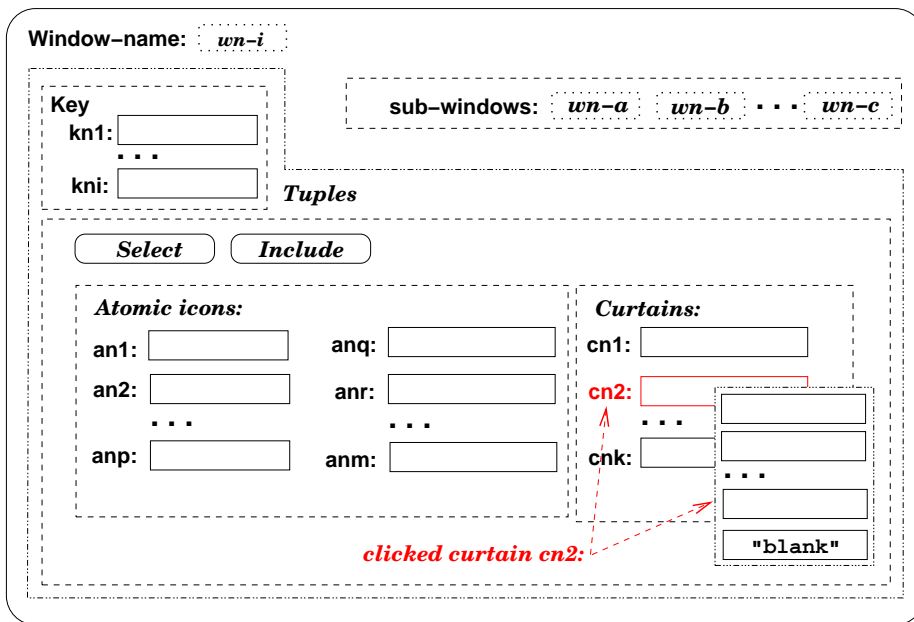 Window−name: wn−i
sub−windows: wn−a wn−b ... wn−c
Key
kn1:
...
kni:
Tuples
Select Include
Atomic icons:
an1: anq:
an2: anr:
... ...
anp: anm:
Curtains:
cn1:
cn2:
...
cnk:
...
"blank"
clicked curtain cn2: